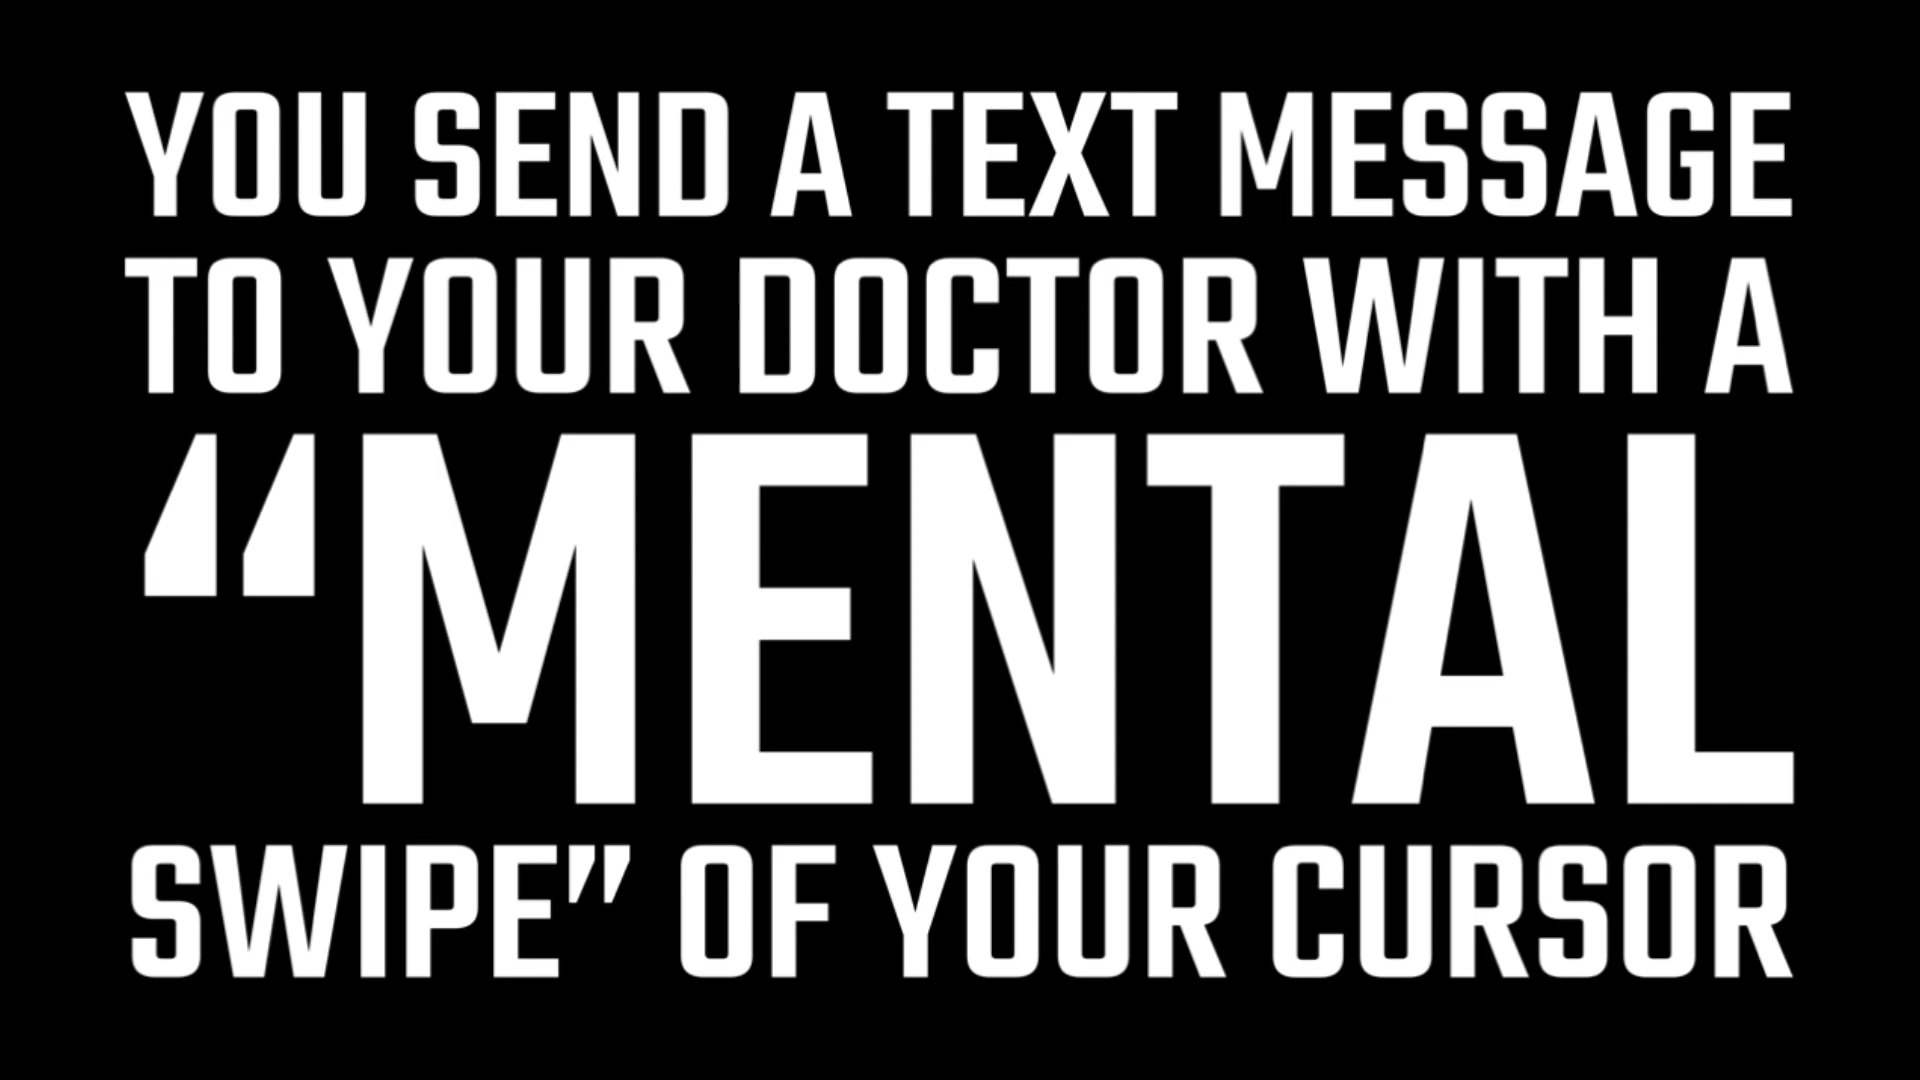 YOU SEND A TEXT MESSAGE
TO YOUR DOCTOR WITH A
“MENTAL
SWIPE” OF YOUR CURSOR